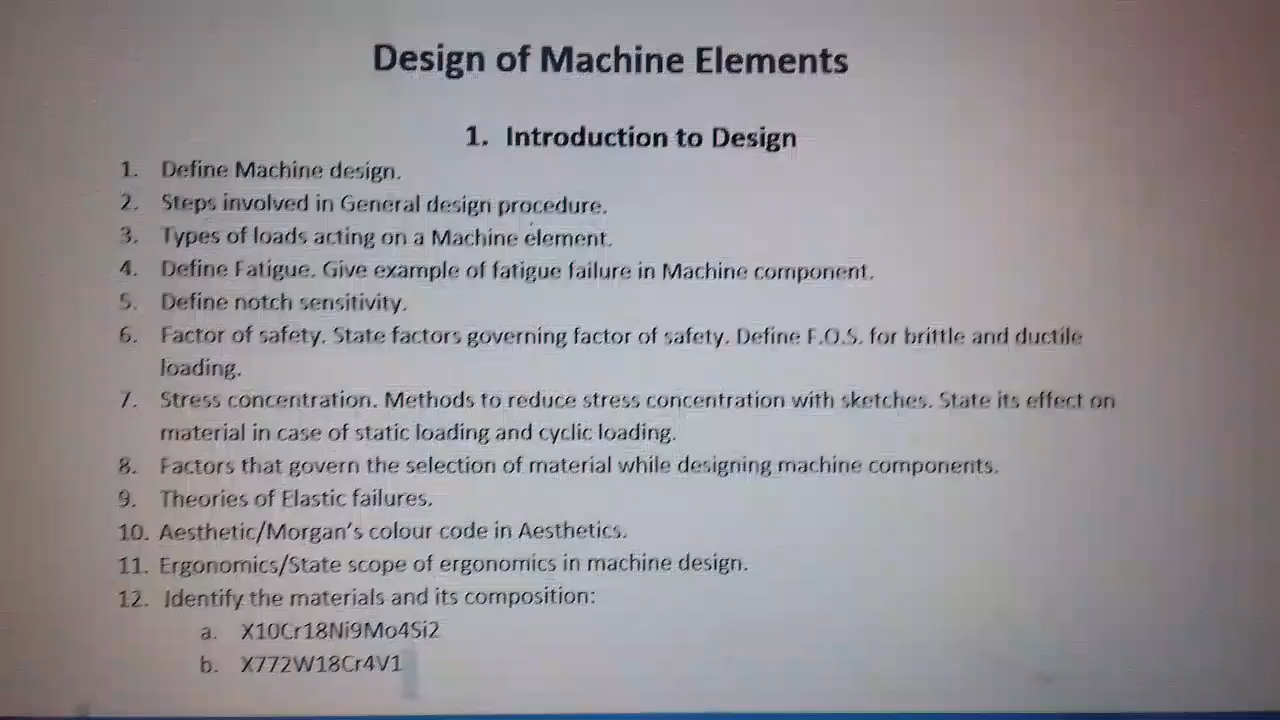 Design of Machine Elements
1. Introduction to Design
1. Define Machine design.
2. Steps involved in General design procedure.
3. Types of loads acting on a Machine element.
4. Define Fatigue. Give example of fatigue failure in Machine component.
5. Define notch sensitivity.
6. Factor of safety. State factors governing factor of safety. Define F.O.S. for brittle and ductile
loading.
7. Stress concentration. Methods to reduce stress concentration with sketches. State its effect on
material in case of static loading and cyclic loading.
8. Factors that govern the selection of material while designing machine components.
9. Theories of Elastic failures.
10. Aesthetic/Morgan's colour code in Aesthetics.
11. Ergonomics/State scope of ergonomics in machine design.
12. Identify the materials and its composition:
a. X10Cr18Ni9Mo4Si2
b. X772W18Cr4V1